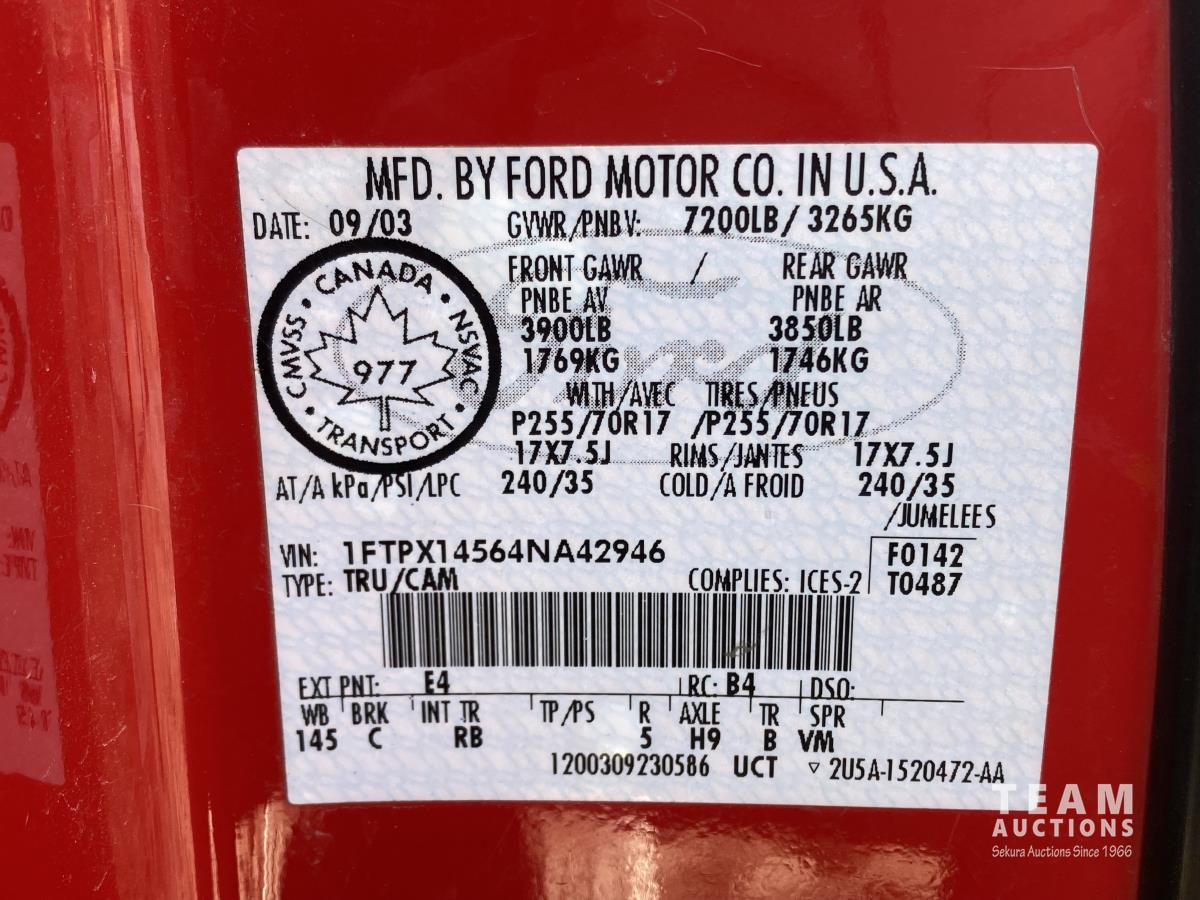 MFD. BY FORD MOTOR CO. IN U.S.A.
DATE: 09/03 GVWR/PNBV: 7200LB/ 3265KG
FRONT GAWR / REAR GAWR
PNBE AV PNBE AR
3900LB 3850LB
1769KG 1746KG
WITH/AVEC TIRES/PNEUS
P255/70R17 /P255/70R17
17X7.5J RIMS/JANTES 17X7.5J
AT/A kPa/PSI/LPC 240/35 COLD/A FROID 240/35
/JUMELEES
CANADA • NSVAC • TRANSPORT • CMVSS •
977
Ford
VIN: 1FTPX14564NA42946 F0142
TYPE: TRU/CAM COMPLIES: ICES-2 T0487
EXT PNT: E4 RC: B4 DSO:
WB BRK INT TR TP/PS R AXLE TR SPR
145 C RB 5 H9 B VM
1200309230586 UCT ▽ 2U5A-1520472-AA
TEAM
AUCTIONS
Sekura Auctions Since 1966